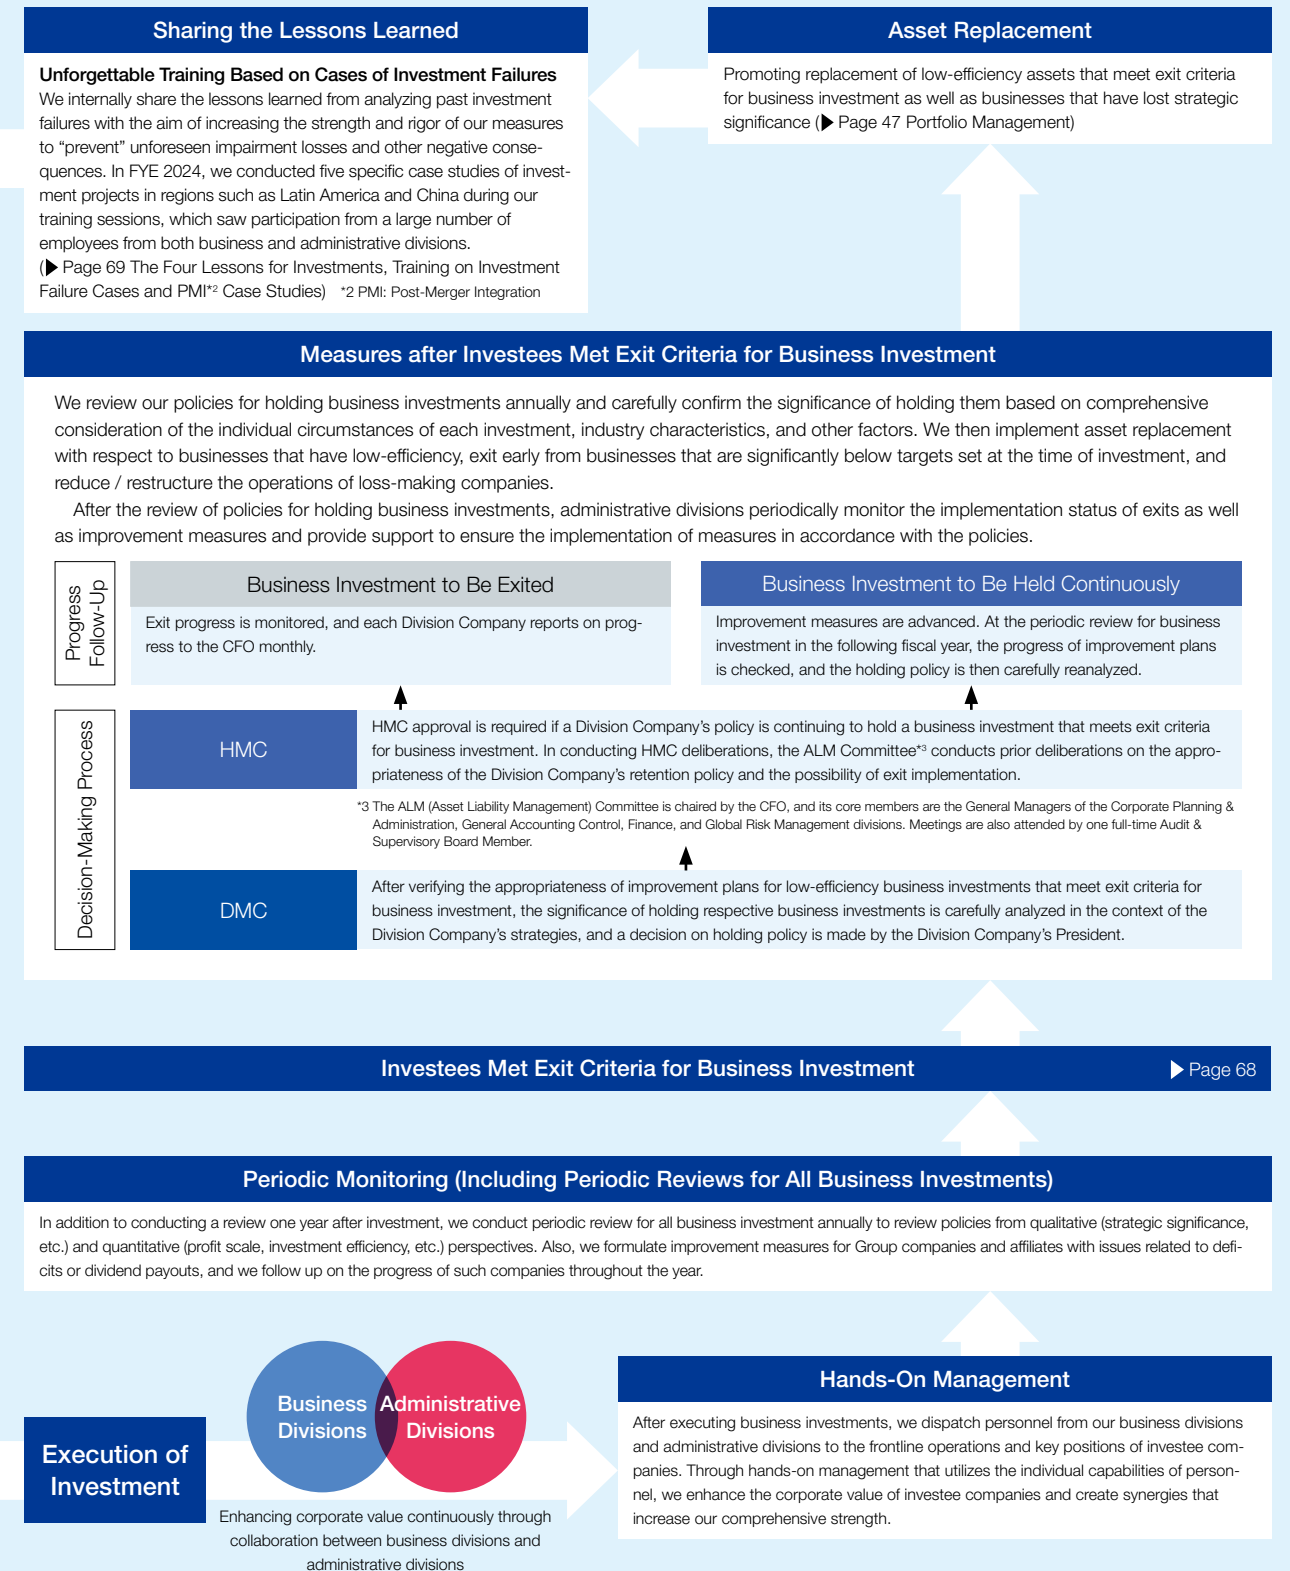 Sharing the Lessons Learned
Unforgettable Training Based on Cases of Investment Failures
We internally share the lessons learned from analyzing past investment
failures with the aim of increasing the strength and rigor of our measures
to “prevent” unforeseen impairment losses and other negative conse-
quences. In FYE 2024, we conducted five specific case studies of invest-
ment projects in regions such as Latin America and China during our
training sessions, which saw participation from a large number of
employees from both business and administrative divisions.
(▶ Page 69 The Four Lessons for Investments, Training on Investment
Failure Cases and PMI*2 Case Studies) *2 PMI: Post-Merger Integration
Asset Replacement
Promoting replacement of low-efficiency assets that meet exit criteria
for business investment as well as businesses that have lost strategic
significance (▶ Page 47 Portfolio Management)
Measures after Investees Met Exit Criteria for Business Investment
We review our policies for holding business investments annually and carefully confirm the significance of holding them based on comprehensive
consideration of the individual circumstances of each investment, industry characteristics, and other factors. We then implement asset replacement
with respect to businesses that have low-efficiency, exit early from businesses that are significantly below targets set at the time of investment, and
reduce / restructure the operations of loss-making companies.
After the review of policies for holding business investments, administrative divisions periodically monitor the implementation status of exits as well
as improvement measures and provide support to ensure the implementation of measures in accordance with the policies.
Progress
Follow-Up
Business Investment to Be Exited
Exit progress is monitored, and each Division Company reports on prog-
ress to the CFO monthly.
Business Investment to Be Held Continuously
Improvement measures are advanced. At the periodic review for business
investment in the following fiscal year, the progress of improvement plans
is checked, and the holding policy is then carefully reanalyzed.
Decision-Making Process
HMC
HMC approval is required if a Division Company’s policy is continuing to hold a business investment that meets exit criteria
for business investment. In conducting HMC deliberations, the ALM Committee*3 conducts prior deliberations on the appro-
priateness of the Division Company’s retention policy and the possibility of exit implementation.
*3 The ALM (Asset Liability Management) Committee is chaired by the CFO, and its core members are the General Managers of the Corporate Planning &
Administration, General Accounting Control, Finance, and Global Risk Management divisions. Meetings are also attended by one full-time Audit &
Supervisory Board Member.
DMC
After verifying the appropriateness of improvement plans for low-efficiency business investments that meet exit criteria for
business investment, the significance of holding respective business investments is carefully analyzed in the context of the
Division Company’s strategies, and a decision on holding policy is made by the Division Company’s President.
Investees Met Exit Criteria for Business Investment
▶ Page 68
Periodic Monitoring (Including Periodic Reviews for All Business Investments)
In addition to conducting a review one year after investment, we conduct periodic review for all business investment annually to review policies from qualitative (strategic significance,
etc.) and quantitative (profit scale, investment efficiency, etc.) perspectives. Also, we formulate improvement measures for Group companies and affiliates with issues related to defi-
cits or dividend payouts, and we follow up on the progress of such companies throughout the year.
Execution of
Investment
Business
Divisions
Administrative
Divisions
Enhancing corporate value continuously through
collaboration between business divisions and
administrative divisions
Hands-On Management
After executing business investments, we dispatch personnel from our business divisions
and administrative divisions to the frontline operations and key positions of investee com-
panies. Through hands-on management that utilizes the individual capabilities of person-
nel, we enhance the corporate value of investee companies and create synergies that
increase our comprehensive strength.